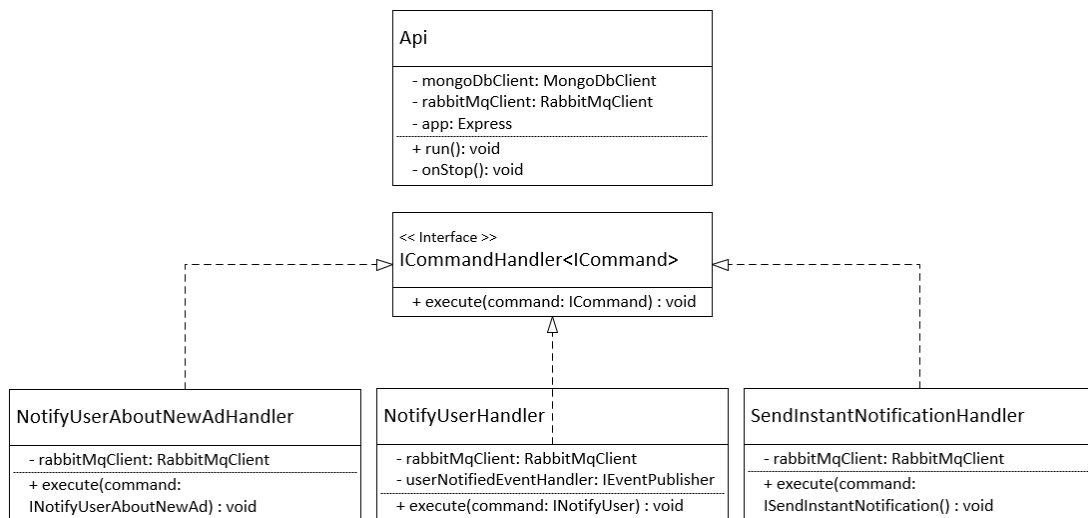 Api
- mongoDbClient: MongoDbClient
- rabbitMqClient: RabbitMqClient
- app: Express
+ run(): void
- onStop(): void
<< Interface >>
ICommandHandler<ICommand>
+ execute(command: ICommand) : void
NotifyUserAboutNewAdHandler
- rabbitMqClient: RabbitMqClient
+ execute(command:
INotifyUserAboutNewAd) : void
NotifyUserHandler
- rabbitMqClient: RabbitMqClient
- userNotifiedEventHandler: IEventPublisher
+ execute(command: INotifyUser) : void
SendInstantNotificationHandler
- rabbitMqClient: RabbitMqClient
+ execute(command:
ISendInstantNotification() : void